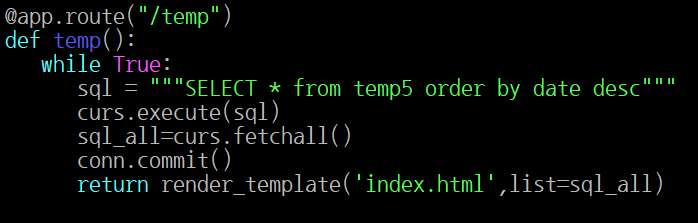 @app.route("/temp")
def temp():
   while True:
      sql = """SELECT * from temp5 order by date desc"""
      curs.execute(sql)
      sql_all=curs.fetchall()
      conn.commit()
      return render_template('index.html',list=sql_all)